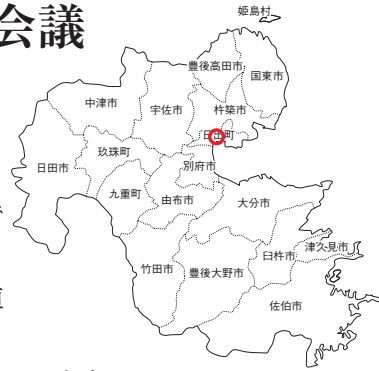 会議
姫島村
豊後高田市
国東市
中津市
宇佐市
杵築市
日出町
玖珠町
日田市
別府市
九重町
由布市
大分市
津久見市
臼杵市
竹田市
豊後大野市
佐伯市